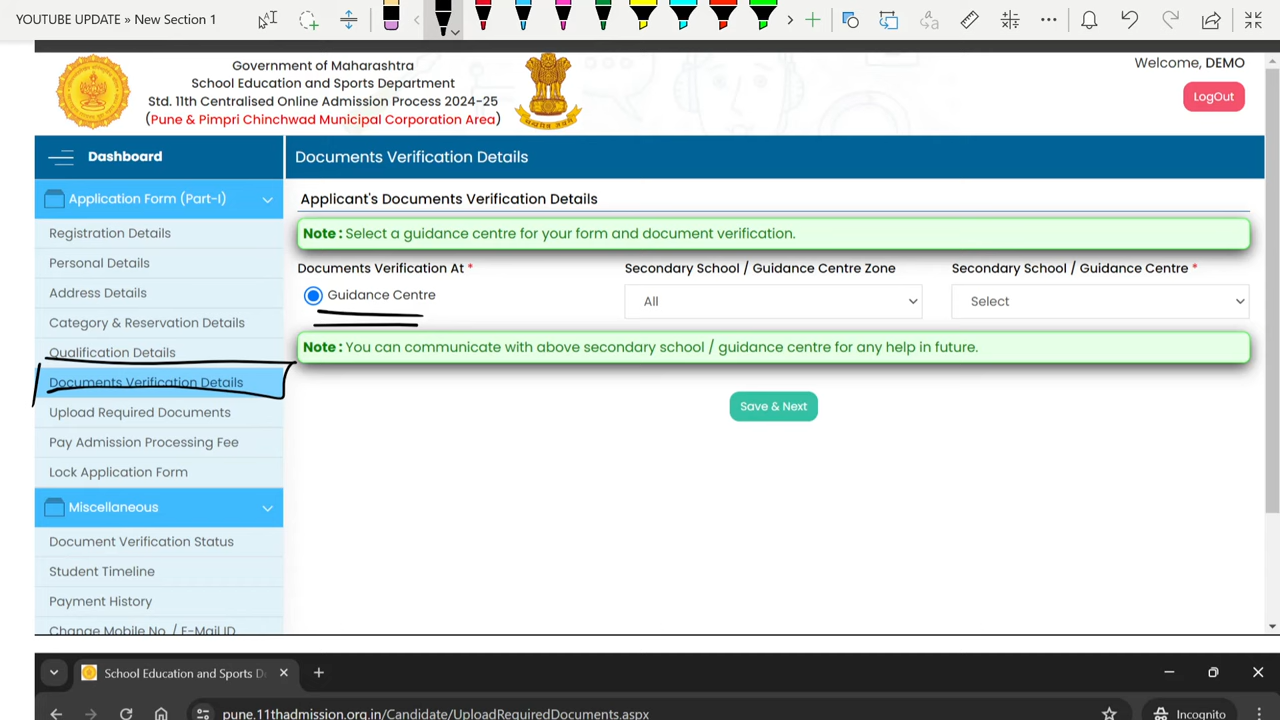 YOUTUBE UPDATE » New Section 1
Government of Maharashtra
School Education and Sports Department
Std. 11th Centralised Online Admission Process 2024-25
(Pune & Pimpri Chinchwad Municipal Corporation Area)
Welcome, DEMO
LogOut
Dashboard
Documents Verification Details
Application Form (Part-I)
Registration Details
Personal Details
Address Details
Category & Reservation Details
Qualification Details
Documents Verification Details
Upload Required Documents
Pay Admission Processing Fee
Lock Application Form
Miscellaneous
Document Verification Status
Student Timeline
Payment History
Change Mobile No. / E-Mail ID
Applicant's Documents Verification Details
Note : Select a guidance centre for your form and document verification.
Documents Verification At *
Guidance Centre
Secondary School / Guidance Centre Zone
All
Secondary School / Guidance Centre *
Select
Note : You can communicate with above secondary school / guidance centre for any help in future.
Save & Next
School Education and Sports D
pune.11thadmission.org.in/Candidate/UploadRequiredDocuments.aspx
Incognito